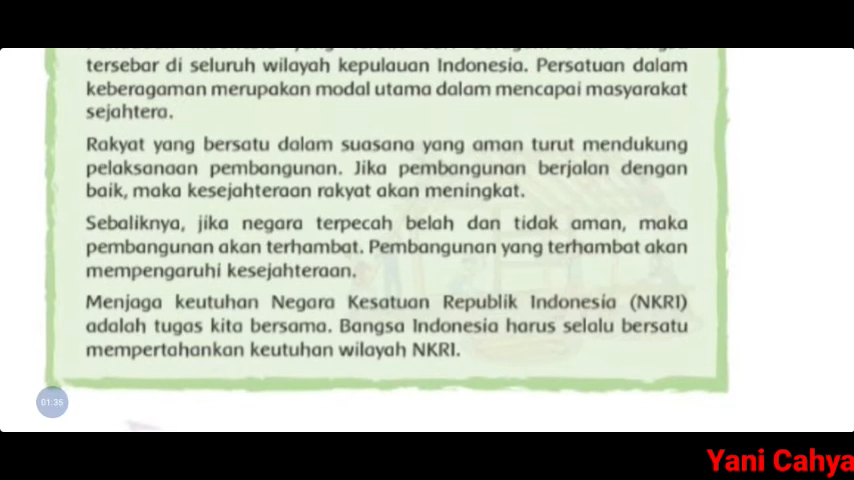 tersebar di seluruh wilayah kepulauan Indonesia. Persatuan dalam
keberagaman merupakan modal utama dalam mencapai masyarakat
sejahtera.
Rakyat yang bersatu dalam suasana yang aman turut mendukung
pelaksanaan pembangunan. Jika pembangunan berjalan dengan
baik, maka kesejahteraan rakyat akan meningkat.
Sebaliknya, jika negara terpecah belah dan tidak aman, maka
pembangunan akan terhambat. Pembangunan yang terhambat akan
mempengaruhi kesejahteraan.
Menjaga keutuhan Negara Kesatuan Republik Indonesia (NKRI)
adalah tugas kita bersama. Bangsa Indonesia harus selalu bersatu
mempertahankan keutuhan wilayah NKRI.
01:36
Yani Cahya